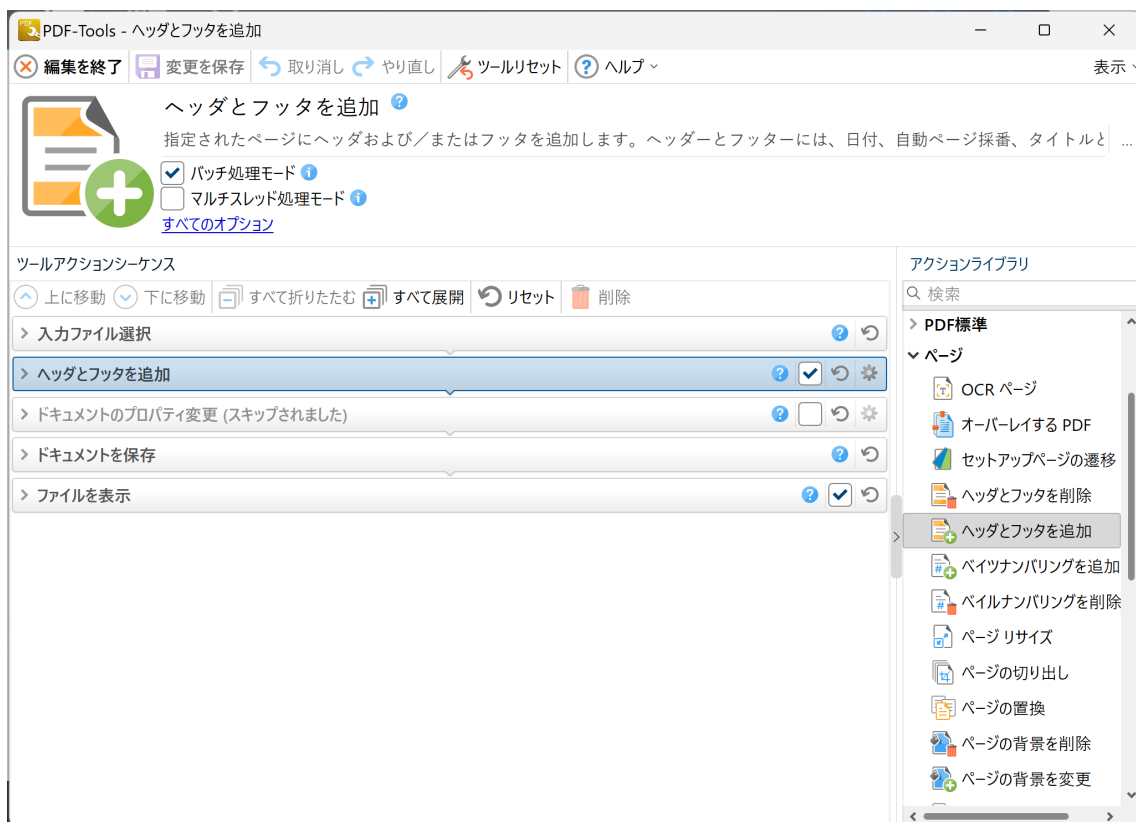 PDF-Tools - ヘッダとフッタを追加
編集を終了 変更を保存 取り消し やり直し ツールリセット ヘルプ 表示
ヘッダとフッタを追加
指定されたページにヘッダおよび/またはフッタを追加します。ヘッダーとフッターには、日付、自動ページ採番、タイトルと ...
バッチ処理モード
マルチスレッド処理モード
すべてのオプション
ツールアクションシーケンス
上に移動 下に移動 すべて折りたたむ すべて展開 リセット 削除
入力ファイル選択
ヘッダとフッタを追加
ドキュメントのプロパティ変更 (スキップされました)
ドキュメントを保存
ファイルを表示
アクションライブラリ
検索
PDF標準
ページ
OCR ページ
オーバーレイする PDF
セットアップページの遷移
ヘッダとフッタを削除
ヘッダとフッタを追加
ベイツナンバリングを追加
ベイルナンバリングを削除
ページ リサイズ
ページの切り出し
ページの置換
ページの背景を削除
ページの背景を変更